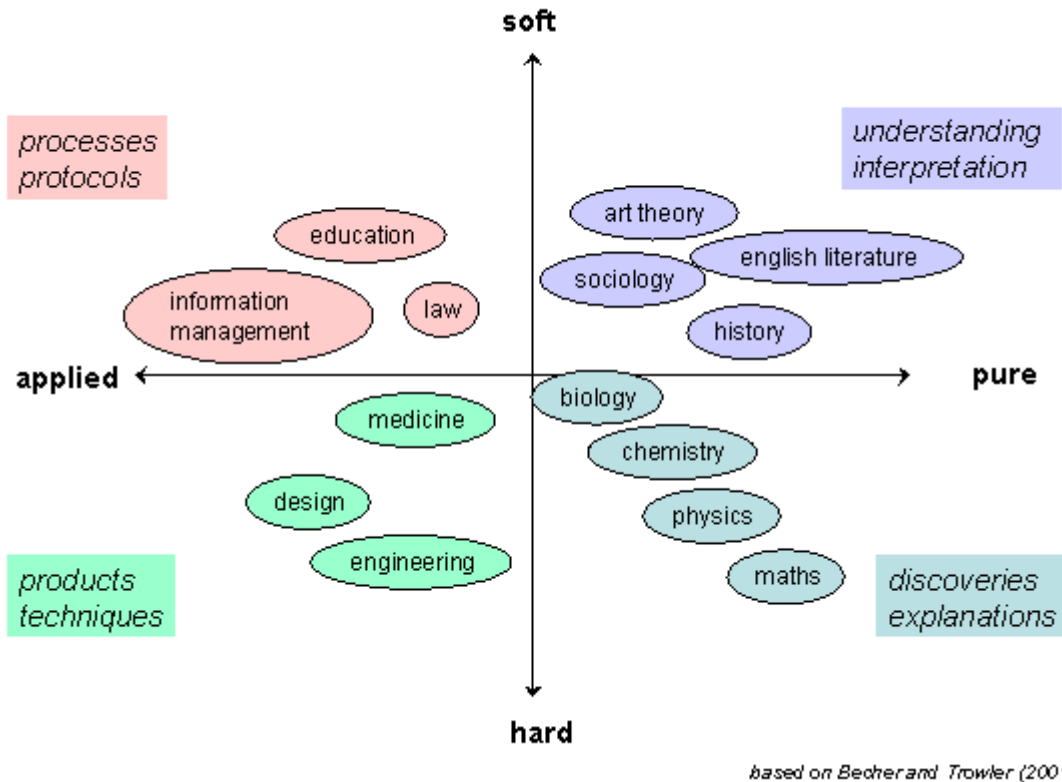 soft
processes
protocols
understanding
interpretation
art theory
education
english literature
sociology
information
management
law
history
applied
pure
biology
medicine
chemistry
design
physics
engineering
maths
products
techniques
discoveries
explanations
hard
based on Becher and Trowler (200